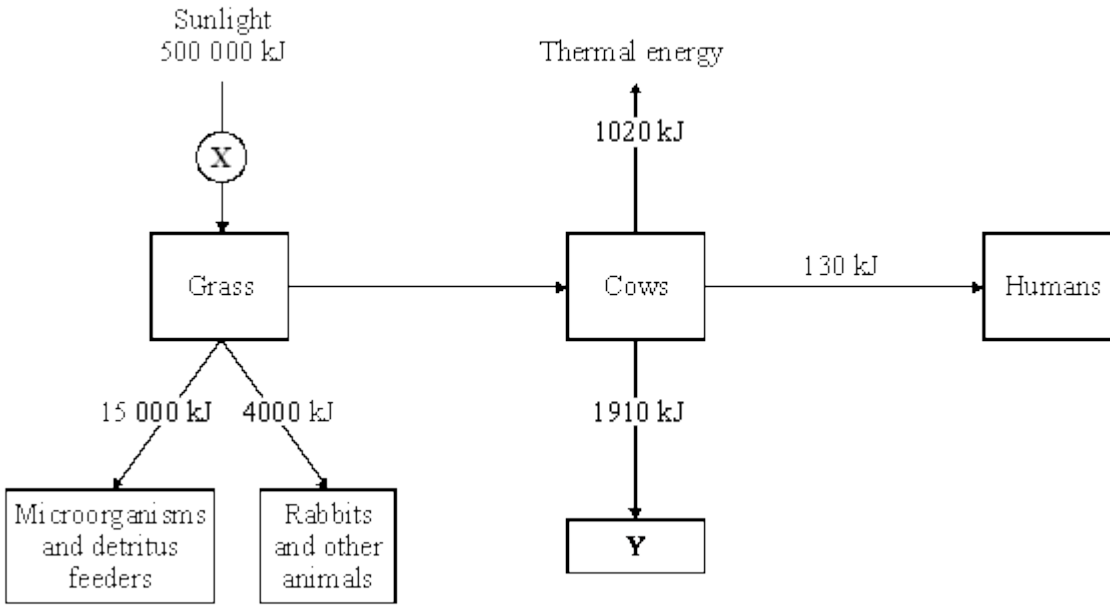 Sunlight
500 000 kJ
Thermal energy
1020 kJ
X
Grass
Cows
130 kJ
Humans
15 000 kJ
4000 kJ
1910 kJ
Microorganisms
and detritus
feeders
Rabbits
and other
animals
Y